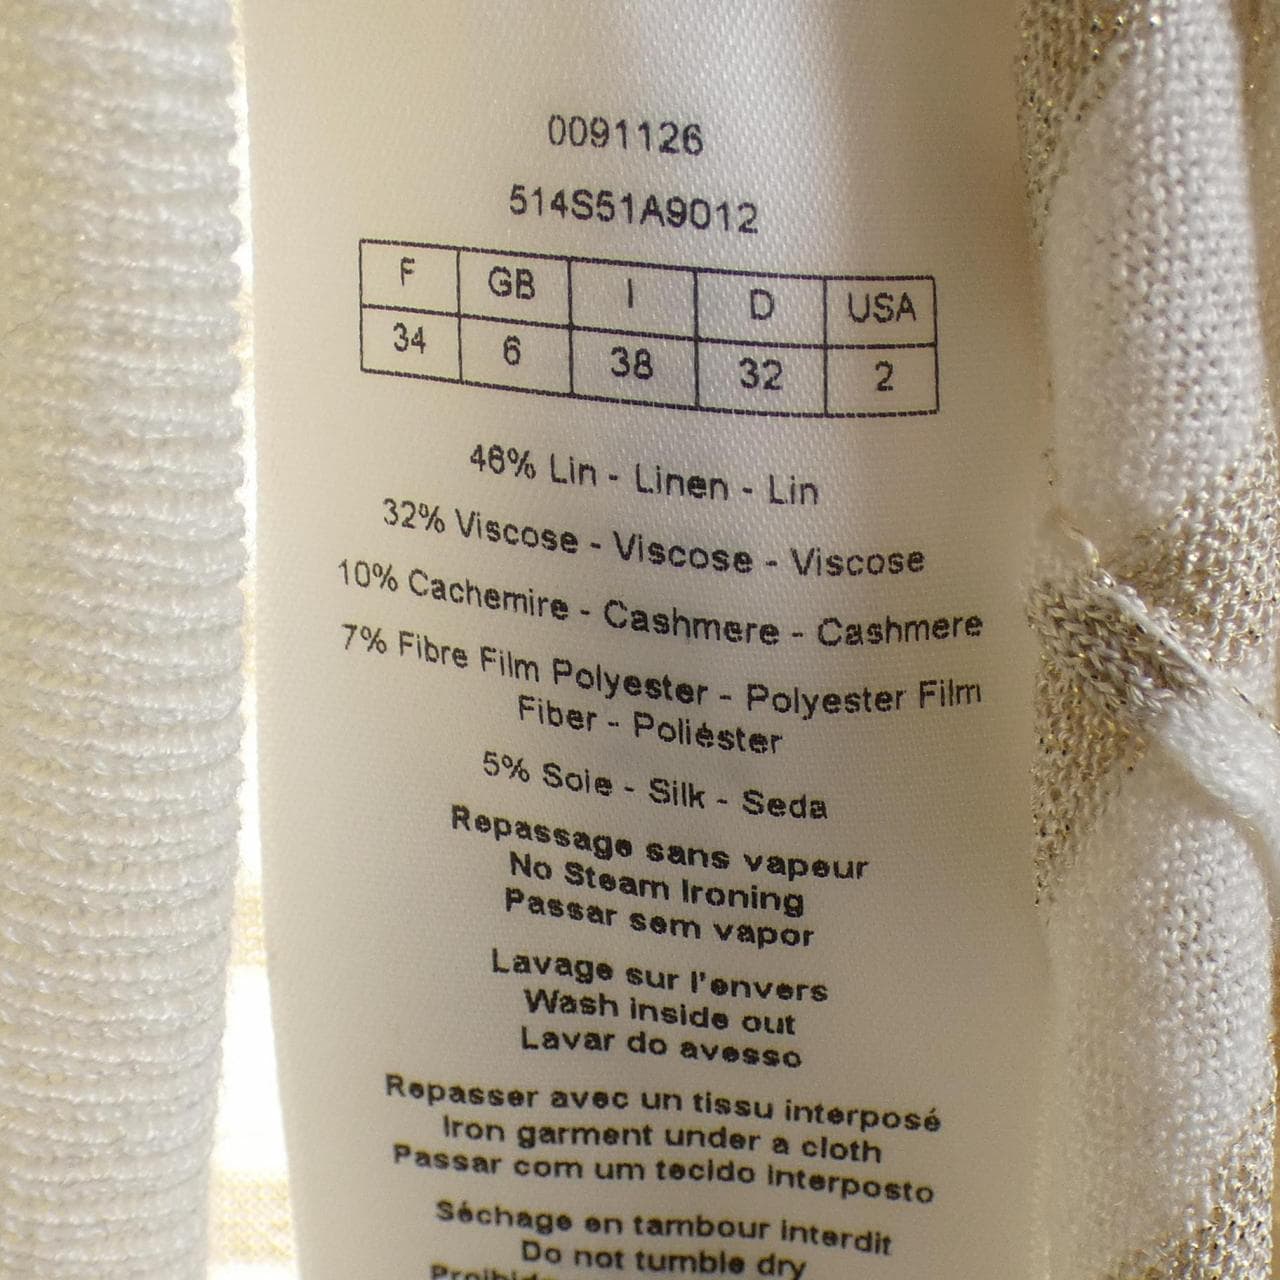 0091126
514S51A9012
F GB I D USA
34 6 38 32 2
46% Lin - Linen - Lin
32% Viscose - Viscose - Viscose
10% Cachemire - Cashmere - Cashmere
7% Fibre Film Polyester - Polyester Film
Fiber - Poliéster
5% Soie - Silk - Seda
Repassage sans vapeur
No Steam Ironing
Passar sem vapor
Lavage sur l'envers
Wash inside out
Lavar do avesso
Repasser avec un tissu interposé
Iron garment under a cloth
Passar com um tecido interposto
Séchage en tambour interdit
Do not tumble dry